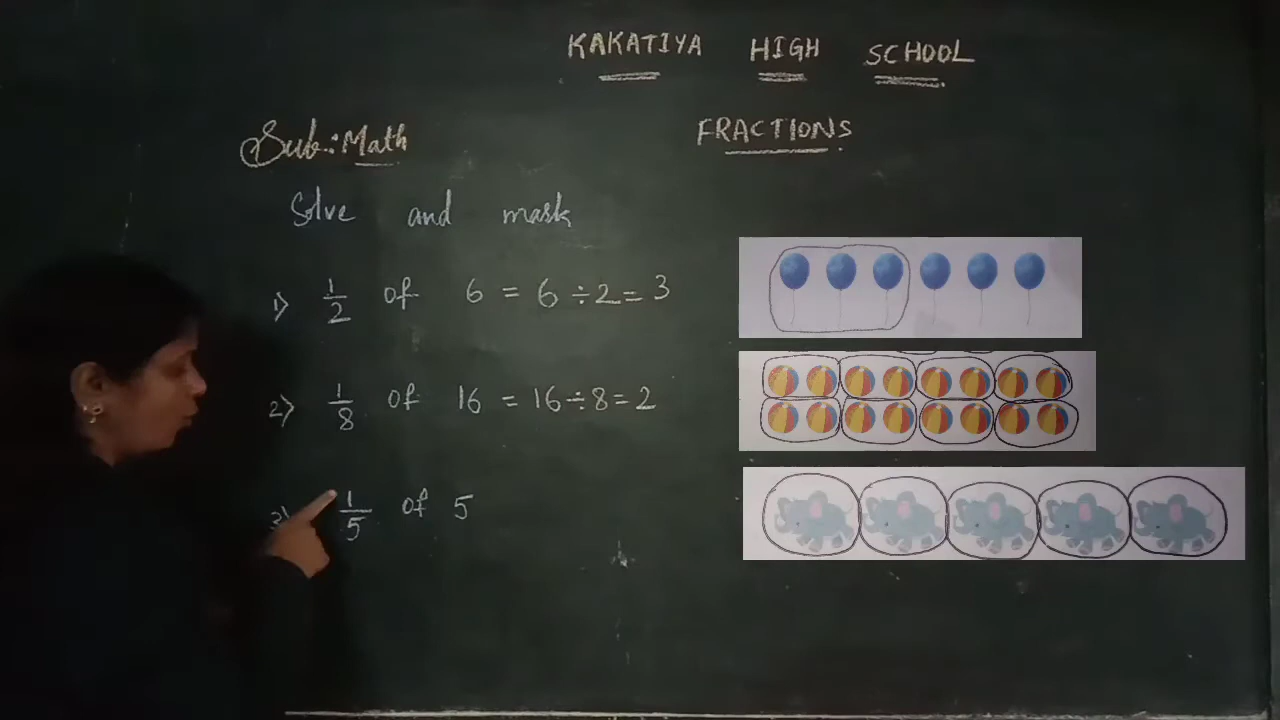 KAKATIYA HIGH SCHOOL
Sub:Math
FRACTIONS
Solve and mask
1) 1/2 of 6 = 6 ÷ 2 = 3
2) 1/8 of 16 = 16 ÷ 8 = 2
3) 1/5 of 5